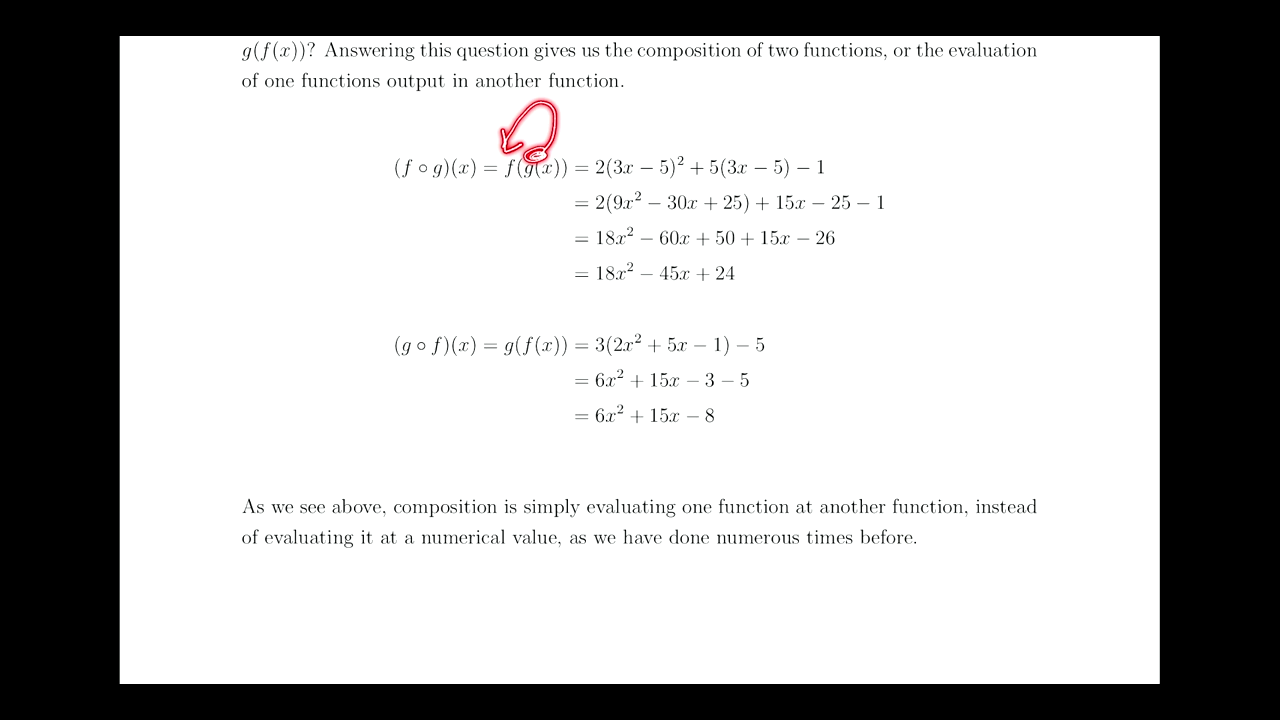 g(f(x))? Answering this question gives us the composition of two functions, or the evaluation
of one functions output in another function.
(f ∘ g)(x) = f(g(x)) = 2(3x − 5)² + 5(3x − 5) − 1
= 2(9x² − 30x + 25) + 15x − 25 − 1
= 18x² − 60x + 50 + 15x − 26
= 18x² − 45x + 24
(g ∘ f)(x) = g(f(x)) = 3(2x² + 5x − 1) − 5
= 6x² + 15x − 3 − 5
= 6x² + 15x − 8
As we see above, composition is simply evaluating one function at another function, instead
of evaluating it at a numerical value, as we have done numerous times before.